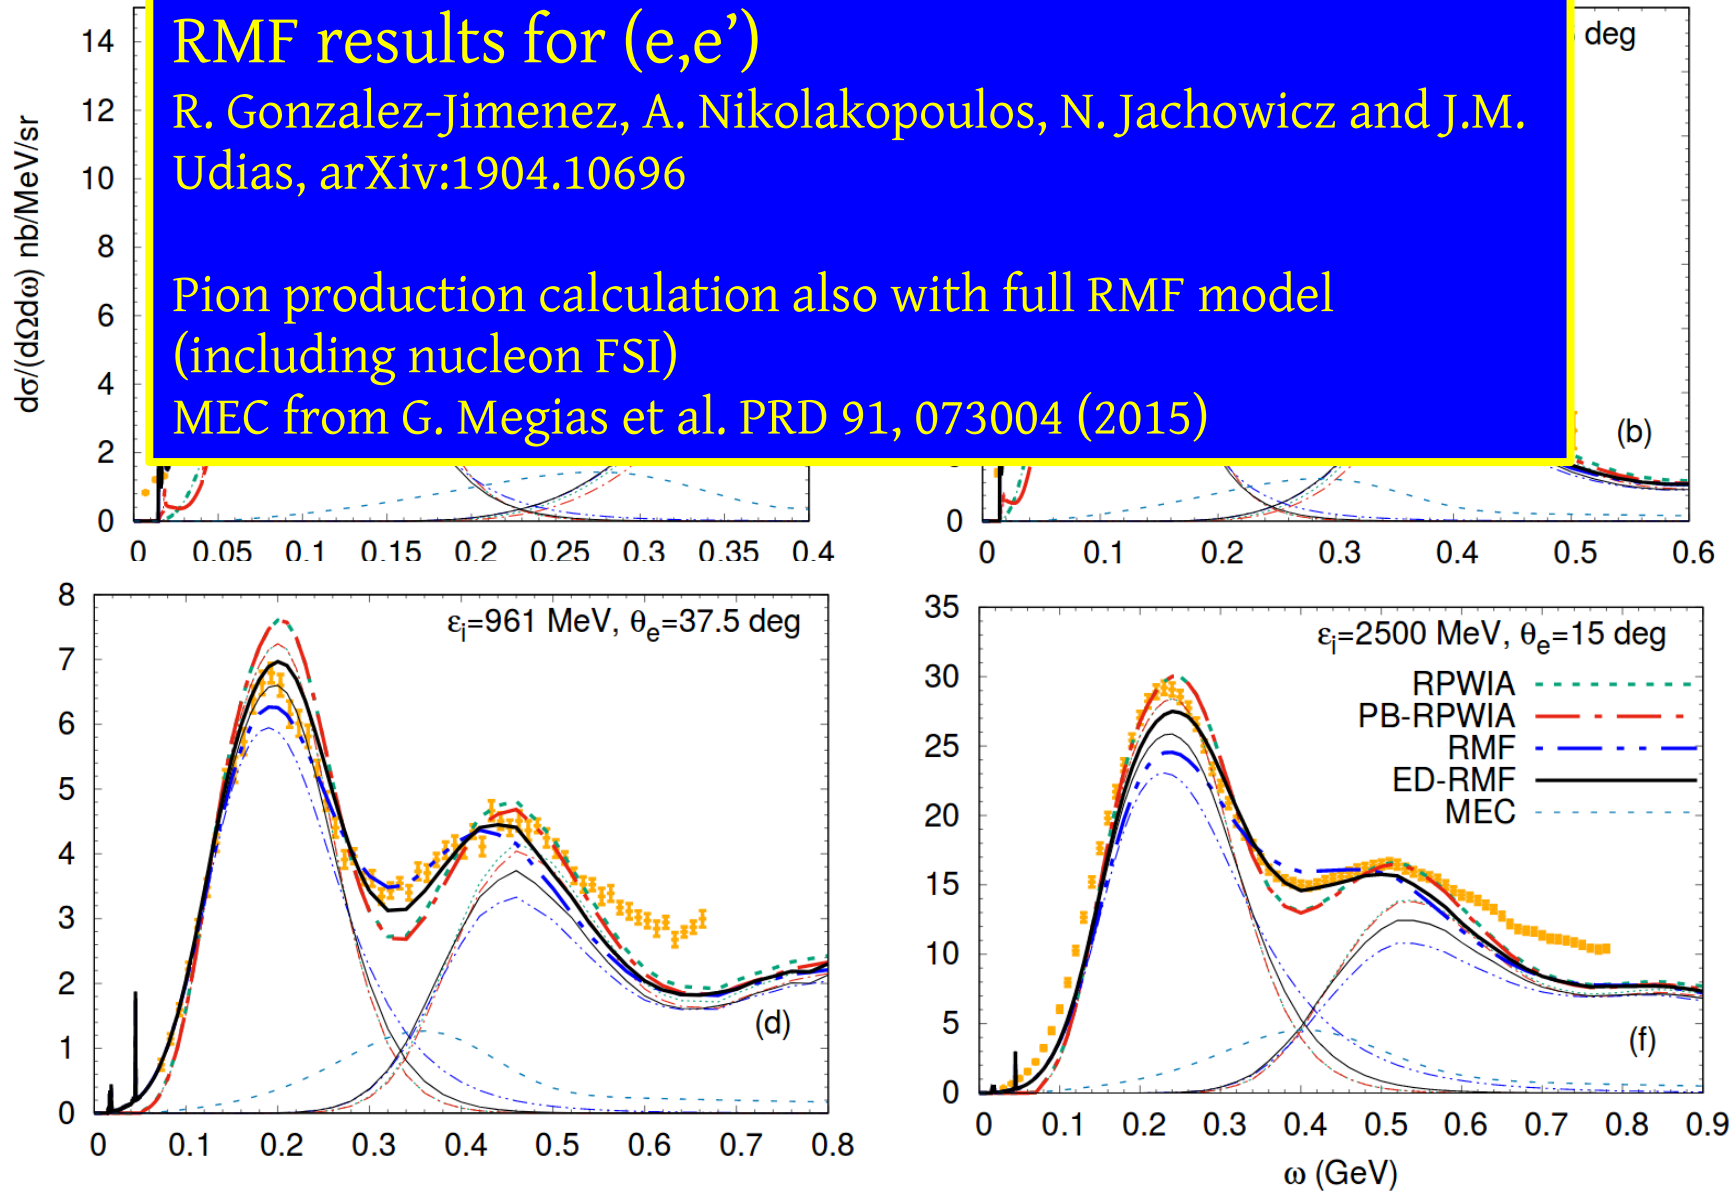 RMF results for (e,e’)
R. Gonzalez-Jimenez, A. Nikolakopoulos, N. Jachowicz and J.M.
Udias, arXiv:1904.10696
Pion production calculation also with full RMF model
(including nucleon FSI)
MEC from G. Megias et al. PRD 91, 073004 (2015)
deg
dσ/(dΩdω) nb/MeV/sr
14
12
10
8
6
4
2
0
0 0.05 0.1 0.15 0.2 0.25 0.3 0.35 0.4
(b)
0
0 0.1 0.2 0.3 0.4 0.5 0.6
εi=961 MeV, θe=37.5 deg
8
7
6
5
4
3
2
1
0
(d)
0 0.1 0.2 0.3 0.4 0.5 0.6 0.7 0.8
εi=2500 MeV, θe=15 deg
RPWIA
PB-RPWIA
RMF
ED-RMF
MEC
35
30
25
20
15
10
5
0
(f)
0 0.1 0.2 0.3 0.4 0.5 0.6 0.7 0.8 0.9
ω (GeV)